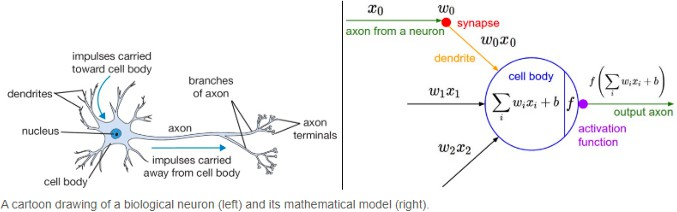 impulses carried
toward cell body
dendrites
nucleus
cell body
axon
impulses carried
away from cell body
branches
of axon
axon
terminals
x₀
w₀
synapse
axon from a neuron
w₀x₀
dendrite
cell body
w₁x₁
∑ᵢ wᵢxᵢ + b
f
f(∑ᵢ wᵢxᵢ + b)
output axon
activation
function
w₂x₂
A cartoon drawing of a biological neuron (left) and its mathematical model (right).